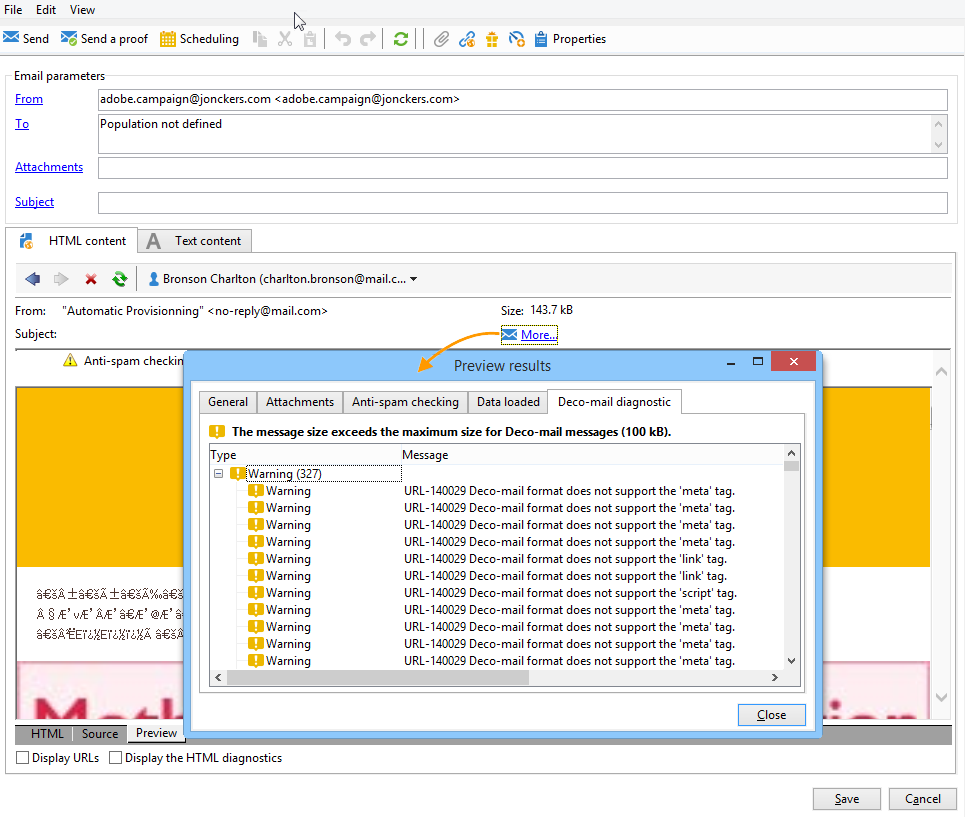 File Edit View
Send Send a proof Scheduling Properties
Email parameters
From adobe.campaign@jonckers.com <adobe.campaign@jonckers.com>
To Population not defined
Attachments
Subject
HTML content Text content
Bronson Charlton (charlton.bronson@mail.c...
From: "Automatic Provisionning" <no-reply@mail.com> Size: 143.7 kB
Subject: More...
Anti-spam checkin
Preview results
General Attachments Anti-spam checking Data loaded Deco-mail diagnostic
The message size exceeds the maximum size for Deco-mail messages (100 kB).
Type Message
Warning (327)
Warning URL-140029 Deco-mail format does not support the 'meta' tag.
Warning URL-140029 Deco-mail format does not support the 'meta' tag.
Warning URL-140029 Deco-mail format does not support the 'meta' tag.
Warning URL-140029 Deco-mail format does not support the 'meta' tag.
Warning URL-140029 Deco-mail format does not support the 'link' tag.
Warning URL-140029 Deco-mail format does not support the 'link' tag.
Warning URL-140029 Deco-mail format does not support the 'script' tag.
Warning URL-140029 Deco-mail format does not support the 'meta' tag.
Warning URL-140029 Deco-mail format does not support the 'meta' tag.
Warning URL-140029 Deco-mail format does not support the 'meta' tag.
Warning URL-140029 Deco-mail format does not support the 'meta' tag.
Close
HTML Source Preview
Display URLs Display the HTML diagnostics
Save Cancel